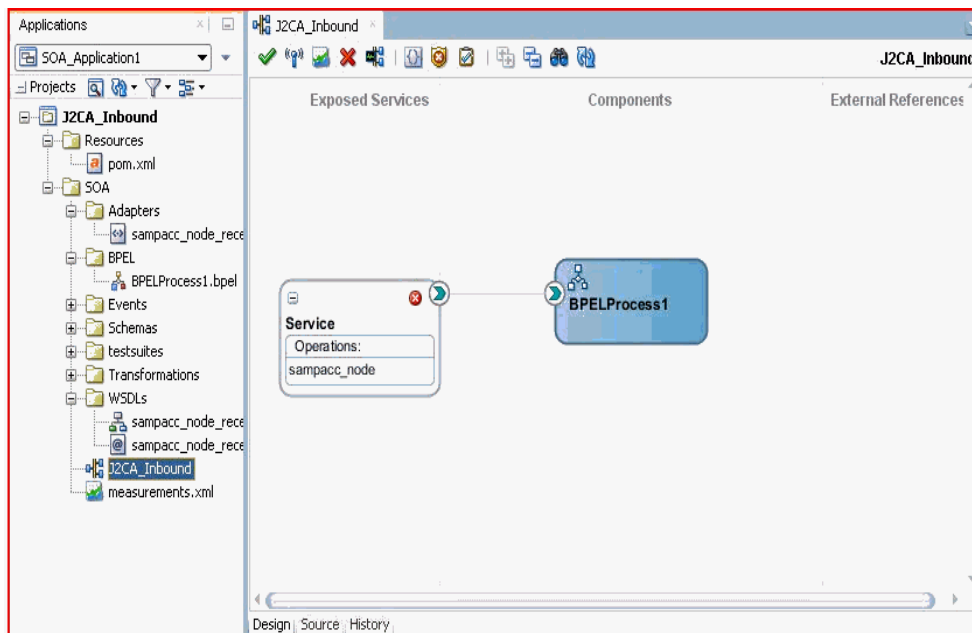 Applications
SOA_Application1
Projects
J2CA_Inbound
Resources
pom.xml
SOA
Adapters
sampacc_node_rece
BPEL
BPELProcess1.bpel
Events
Schemas
testsuites
Transformations
WSDLs
sampacc_node_rece
sampacc_node_rece
J2CA_Inbound
measurements.xml
J2CA_Inbound
J2CA_Inbound
Exposed Services
Components
External References
Service
Operations:
sampacc_node
BPELProcess1
Design Source History